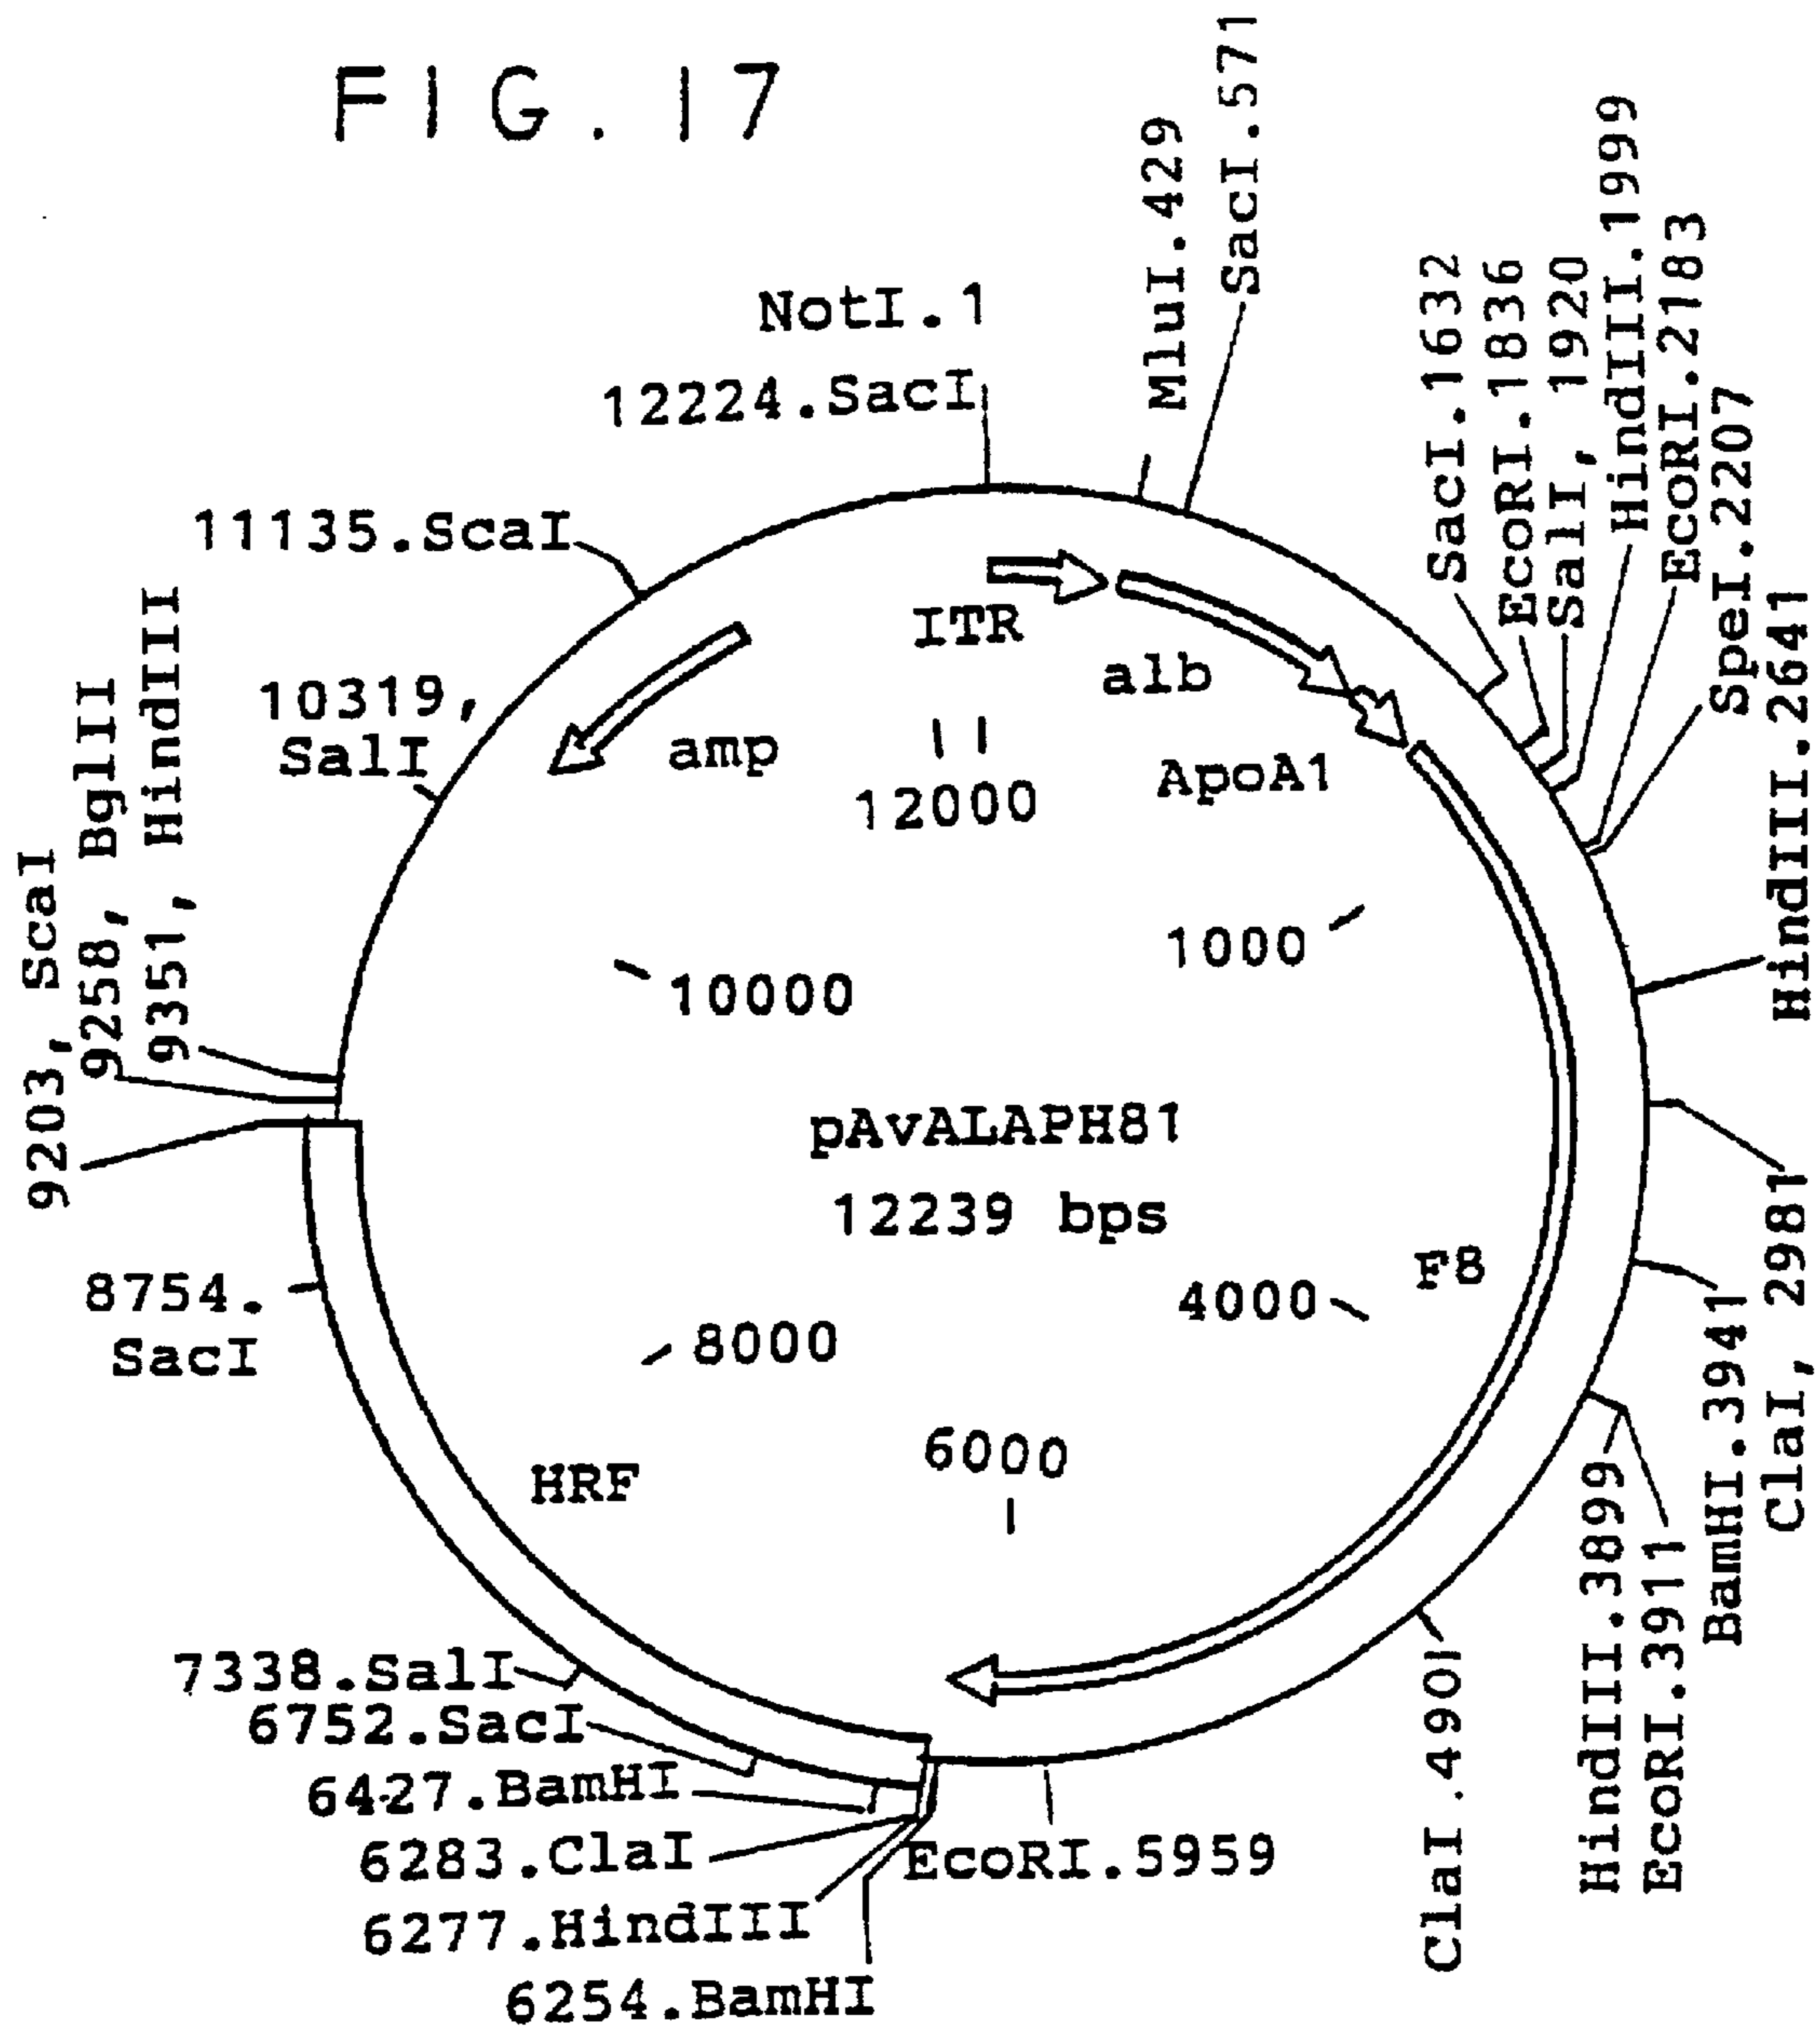 FIG. 17
NotI.1
12224.SacI
MluI.429
SacI.571
SacI.1632
EcoRI.1836
SalI, 1920
HindIII.1999
EcoRI.2183
SpeI.2207
HindIII.2641
ClaI, 2981
BamHI.3941
HindIII.3899
EcoRI.3911
ClaI.4901
EcoRI.5959
6254.BamHI
6277.HindIII
6283.ClaI
6427.BamHI
6752.SacI
7338.SalI
8754.
SacI
9203, ScaI
9258, BglII
9351, HindIII
10319,
SalI
11135.ScaI
ITR
alb
ApoA1
amp
12000
1000
10000
pAvALAPH81
12239 bps
F8
4000
8000
6000
HRF